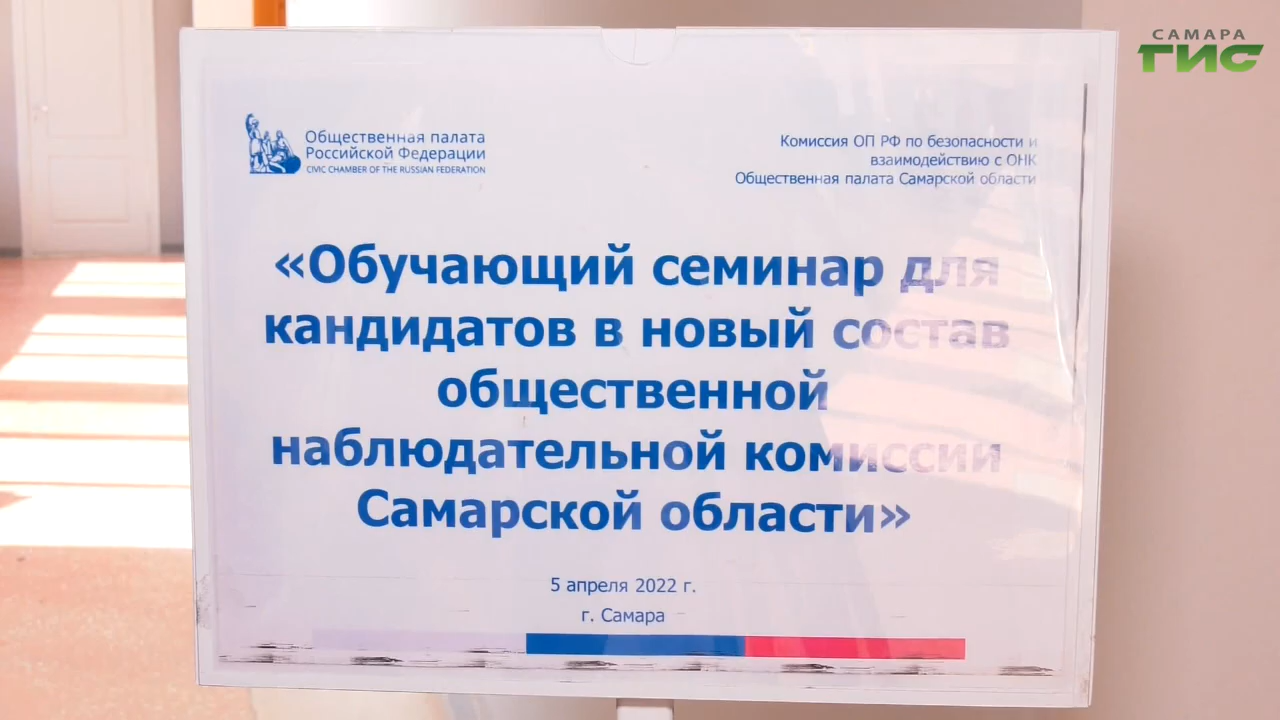 САМАРА
ГИС
Общественная палата
Российской Федерации
CIVIC CHAMBER OF THE RUSSIAN FEDERATION
Комиссия ОП РФ по безопасности и
взаимодействию с ОНК
Общественная палата Самарской области
«Обучающий семинар для
кандидатов в новый состав
общественной
наблюдательной комиссии
Самарской области»
5 апреля 2022 г.
г. Самара